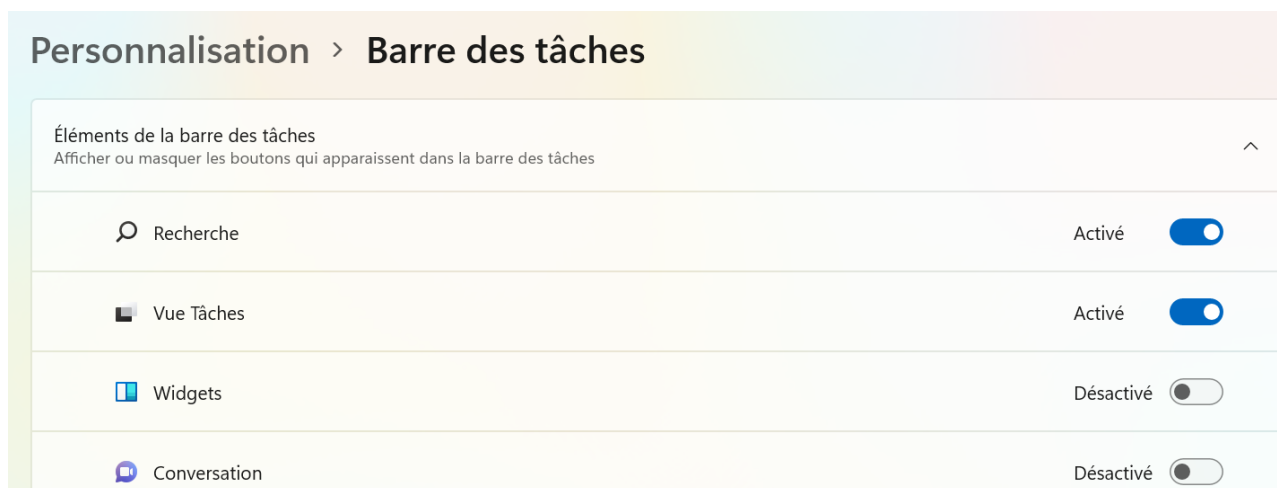 Personnalisation > Barre des tâches
Éléments de la barre des tâches
Afficher ou masquer les boutons qui apparaissent dans la barre des tâches
Recherche Activé
Vue Tâches Activé
Widgets Désactivé
Conversation Désactivé